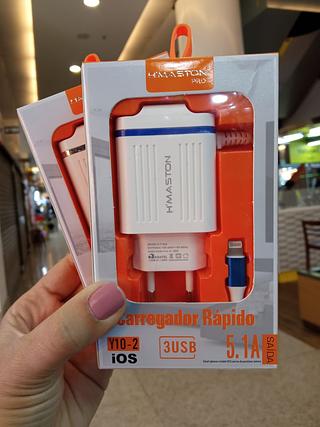 H'MASTON
PRO
H'MASTON
Carregador Rápido
Y10-2
iOS
3USB
5.1A
SAÍDA